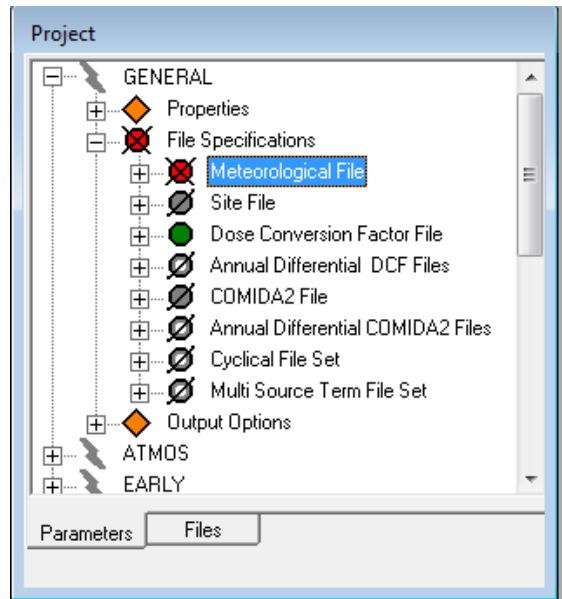 Project
GENERAL
Properties
File Specifications
Meteorological File
Site File
Dose Conversion Factor File
Annual Differential  DCF Files
COMIDA2 File
Annual Differential COMIDA2 Files
Cyclical File Set
Multi Source Term File Set
Output Options
ATMOS
EARLY
Parameters Files